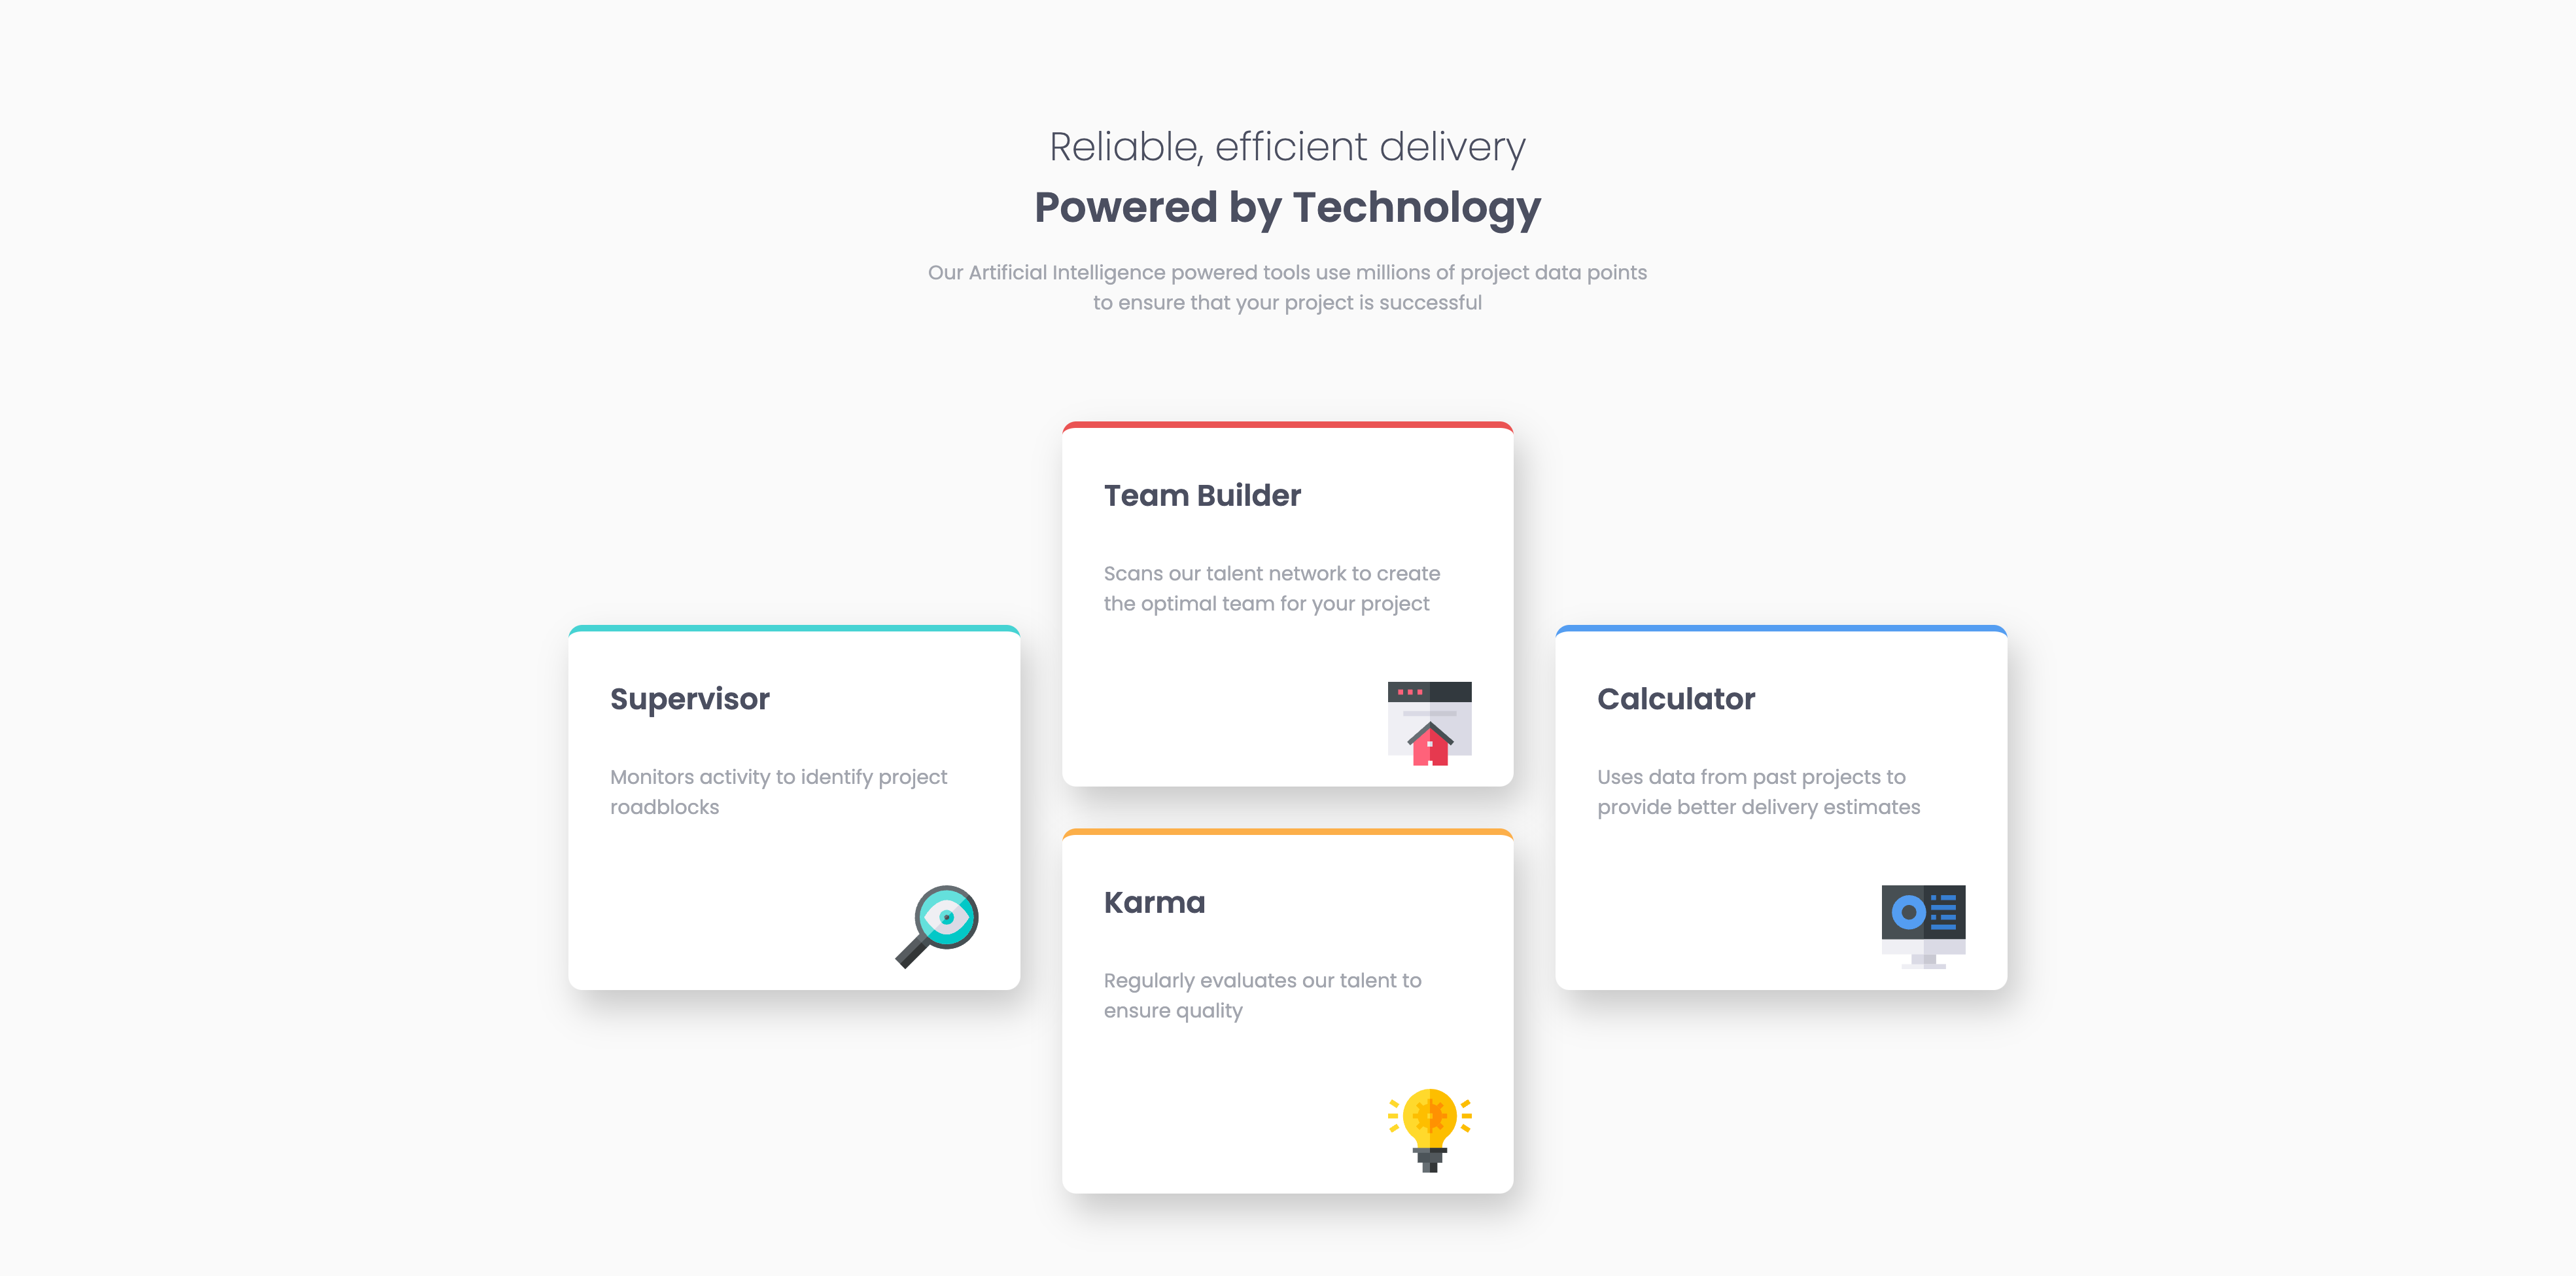 Reliable, efficient delivery
Powered by Technology
Our Artificial Intelligence powered tools use millions of project data points
to ensure that your project is successful
Supervisor
Monitors activity to identify project
roadblocks
Team Builder
Scans our talent network to create
the optimal team for your project
Karma
Regularly evaluates our talent to
ensure quality
Calculator
Uses data from past projects to
provide better delivery estimates